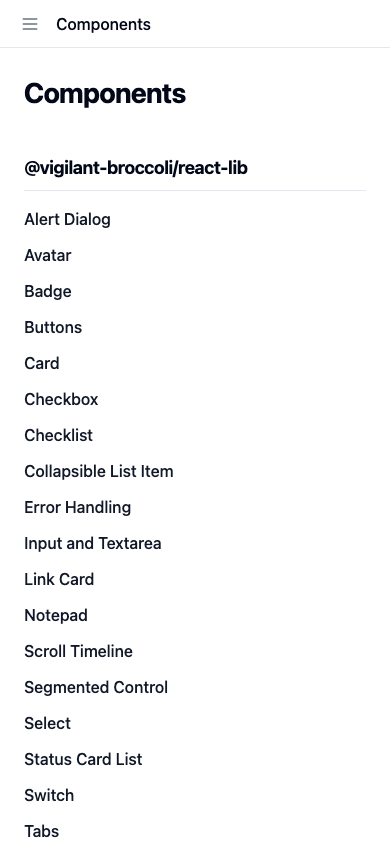 Components
Components
@vigilant-broccoli/react-lib
Alert Dialog
Avatar
Badge
Buttons
Card
Checkbox
Checklist
Collapsible List Item
Error Handling
Input and Textarea
Link Card
Notepad
Scroll Timeline
Segmented Control
Select
Status Card List
Switch
Tabs